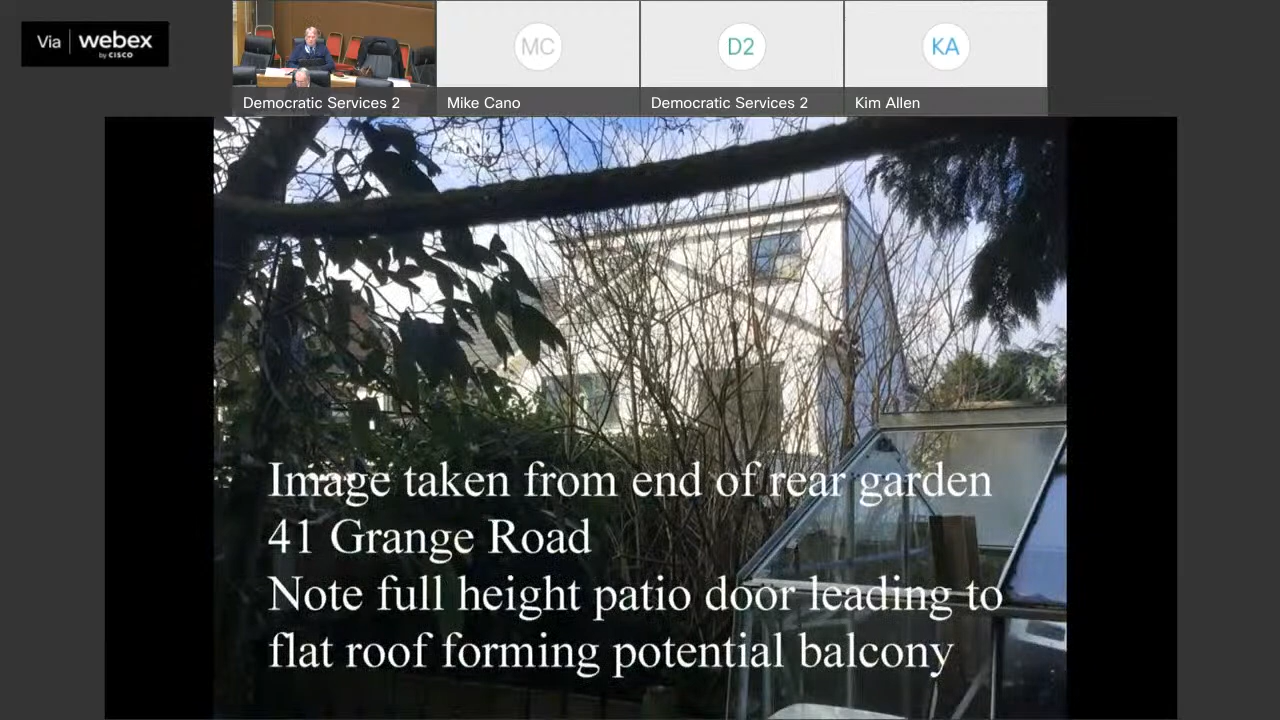 Via webex
by CISCO
Democratic Services 2
Mike Cano
Democratic Services 2
Kim Allen
MC
D2
KA
Image taken from end of rear garden
41 Grange Road
Note full height patio door leading to
flat roof forming potential balcony